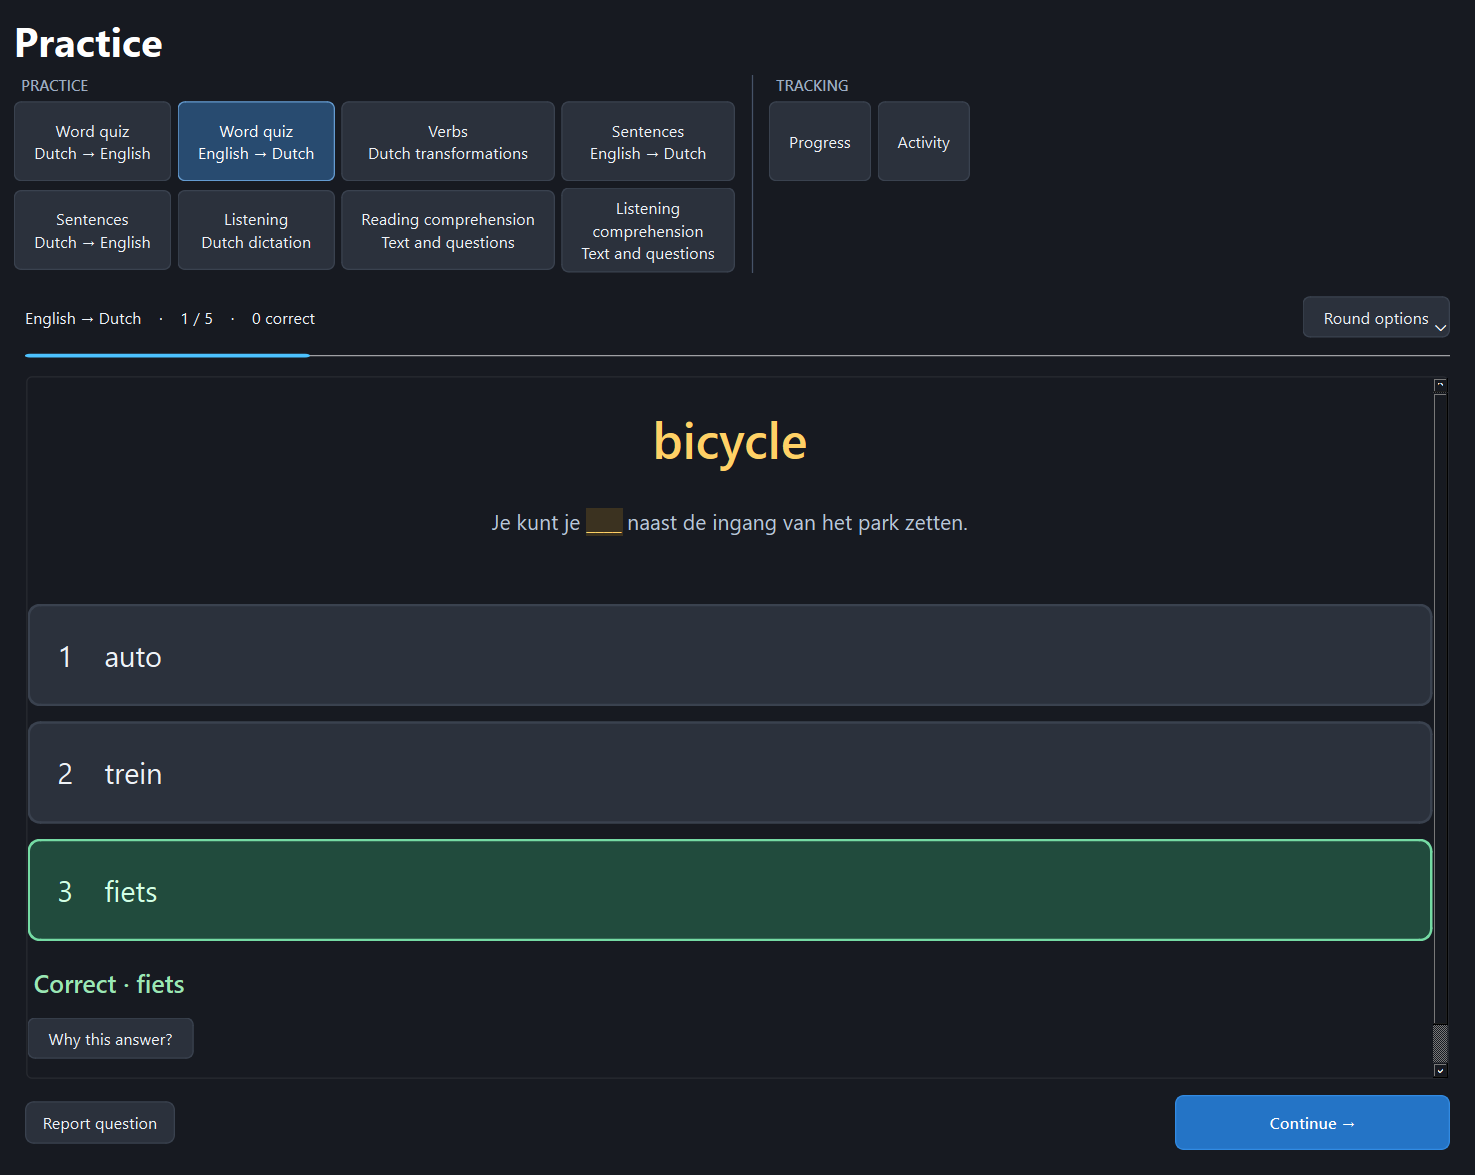 Practice
PRACTICE
TRACKING
Word quiz
Dutch → English
Word quiz
English → Dutch
Verbs
Dutch transformations
Sentences
English → Dutch
Progress
Activity
Sentences
Dutch → English
Listening
Dutch dictation
Reading comprehension
Text and questions
Listening
comprehension
Text and questions
English → Dutch · 1 / 5 · 0 correct
Round options
bicycle
Je kunt je ___ naast de ingang van het park zetten.
1 auto
2 trein
3 fiets
Correct · fiets
Why this answer?
Report question
Continue →